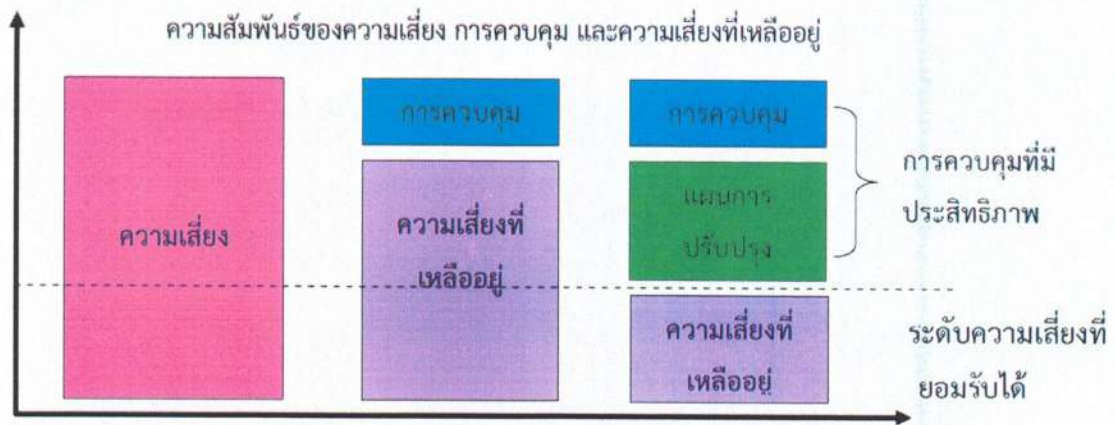 ความสัมพันธ์ของความเสี่ยง การควบคุม และความเสี่ยงที่เหลืออยู่
ความเสี่ยง
การควบคุม
ความเสี่ยงที่
เหลืออยู่
การควบคุม
แผนการ
ปรับปรุง
ความเสี่ยงที่
เหลืออยู่
การควบคุมที่มี
ประสิทธิภาพ
ระดับความเสี่ยงที่
ยอมรับได้